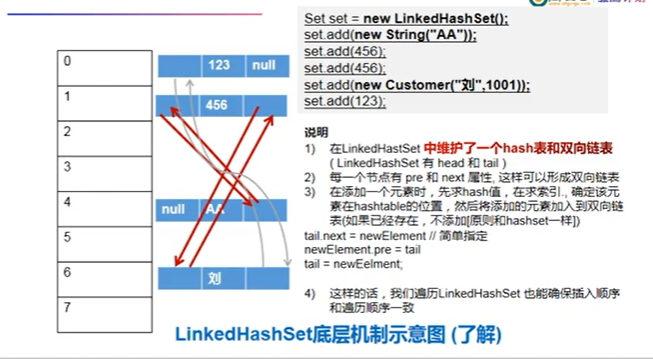 Set set = new LinkedHashSet();
set.add(new String("AA"));
set.add(456);
set.add(456);
set.add(new Customer("刘",1001));
set.add(123);
0
1
2
3
4
5
6
7
123 null
456
null AA
刘
说明
1) 在LinkedHastSet 中维护了一个hash表和双向链表
( LinkedHashSet 有 head 和 tail )
2) 每一个节点有 pre 和 next 属性, 这样可以形成双向链表
3) 在添加一个元素时，先求hash值，在求索引.，确定该元
素在hashtable的位置，然后将添加的元素加入到双向链
表(如果已经存在，不添加[原则和hashset一样])
tail.next = newElement // 简单指定
newElement.pre = tail
tail = newEelment;
4) 这样的话，我们遍历LinkedHashSet 也能确保插入顺序
和遍历顺序一致
LinkedHashSet底层机制示意图 (了解)